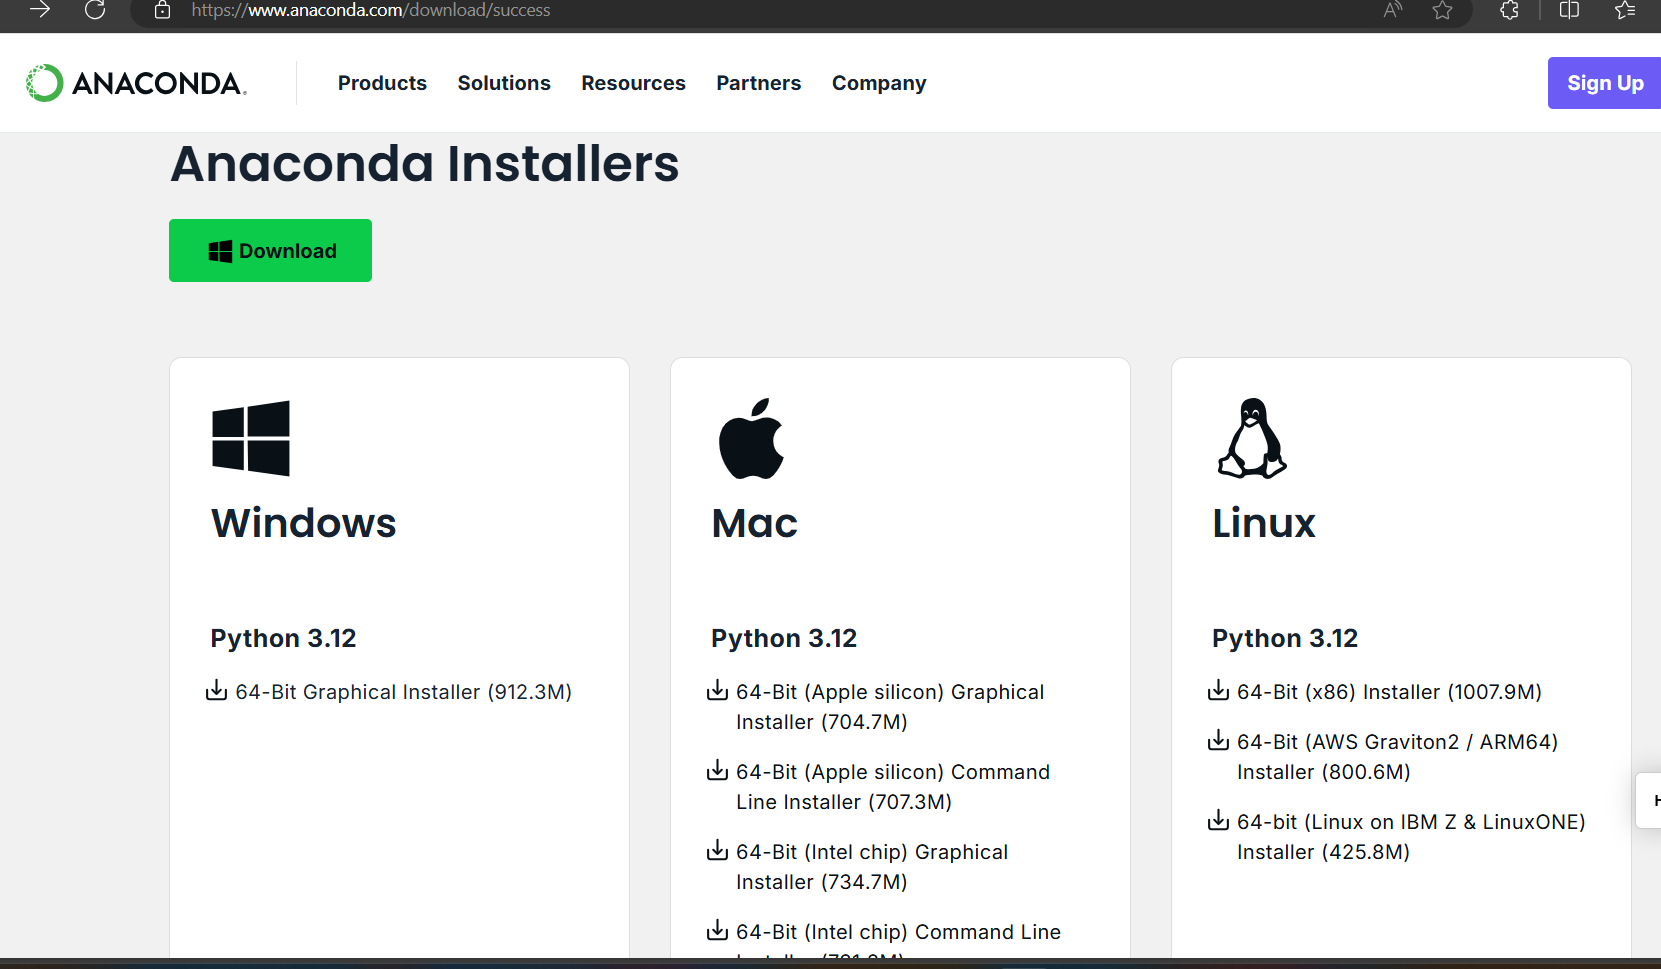 https://www.anaconda.com/download/success
ANACONDA.
Products
Solutions
Resources
Partners
Company
Sign Up
Anaconda Installers
Download
Windows
Python 3.12
64-Bit Graphical Installer (912.3M)
Mac
Python 3.12
64-Bit (Apple silicon) Graphical
Installer (704.7M)
64-Bit (Apple silicon) Command
Line Installer (707.3M)
64-Bit (Intel chip) Graphical
Installer (734.7M)
64-Bit (Intel chip) Command Line
Linux
Python 3.12
64-Bit (x86) Installer (1007.9M)
64-Bit (AWS Graviton2 / ARM64)
Installer (800.6M)
64-bit (Linux on IBM Z & LinuxONE)
Installer (425.8M)